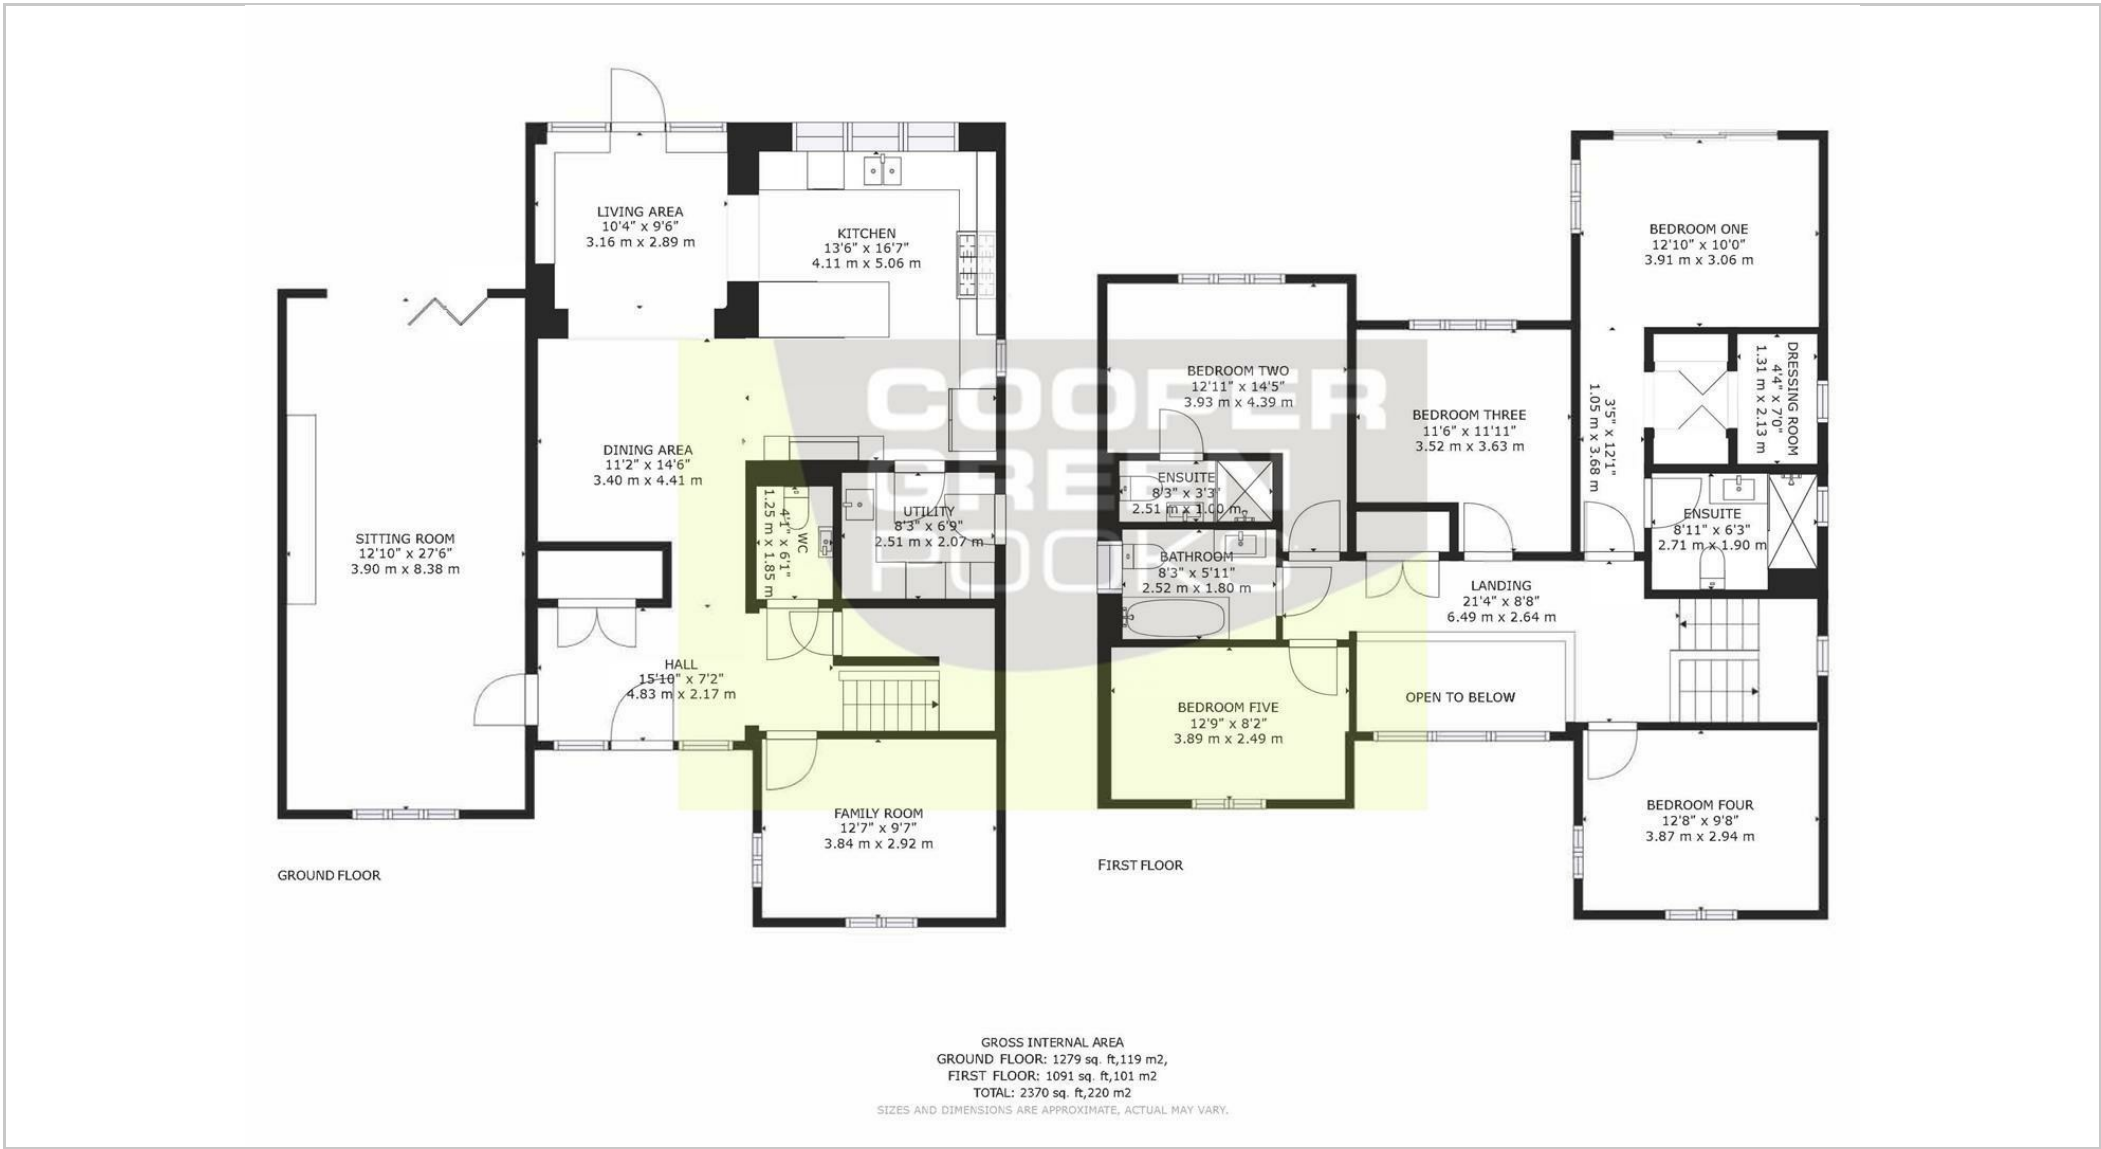 LIVING AREA
10'4" x 9'6"
3.16 m x 2.89 m
KITCHEN
13'6" x 16'7"
4.11 m x 5.06 m
DINING AREA
11'2" x 14'6"
3.40 m x 4.41 m
SITTING ROOM
12'10" x 27'6"
3.90 m x 8.38 m
WC
4'1" x 6'1"
1.25 m x 1.85 m
UTILITY
8'3" x 6'9"
2.51 m x 2.07 m
HALL
15'10" x 7'2"
4.83 m x 2.17 m
FAMILY ROOM
12'7" x 9'7"
3.84 m x 2.92 m
GROUND FLOOR
COOPER
GREEN
POOKS
BEDROOM ONE
12'10" x 10'0"
3.91 m x 3.06 m
BEDROOM TWO
12'11" x 14'5"
3.93 m x 4.39 m
BEDROOM THREE
11'6" x 11'11"
3.52 m x 3.63 m
3'5" x 12'1"
1.05 m x 3.68 m
DRESSING ROOM
4'4" x 7'0"
1.31 m x 2.13 m
ENSUITE
8'3" x 3'3"
2.51 m x 1.00 m
ENSUITE
8'11" x 6'3"
2.71 m x 1.90 m
BATHROOM
8'3" x 5'11"
2.52 m x 1.80 m
LANDING
21'4" x 8'8"
6.49 m x 2.64 m
OPEN TO BELOW
BEDROOM FIVE
12'9" x 8'2"
3.89 m x 2.49 m
BEDROOM FOUR
12'8" x 9'8"
3.87 m x 2.94 m
FIRST FLOOR
GROSS INTERNAL AREA
GROUND FLOOR: 1279 sq. ft,119 m2,
FIRST FLOOR: 1091 sq. ft,101 m2
TOTAL: 2370 sq. ft,220 m2
SIZES AND DIMENSIONS ARE APPROXIMATE, ACTUAL MAY VARY.